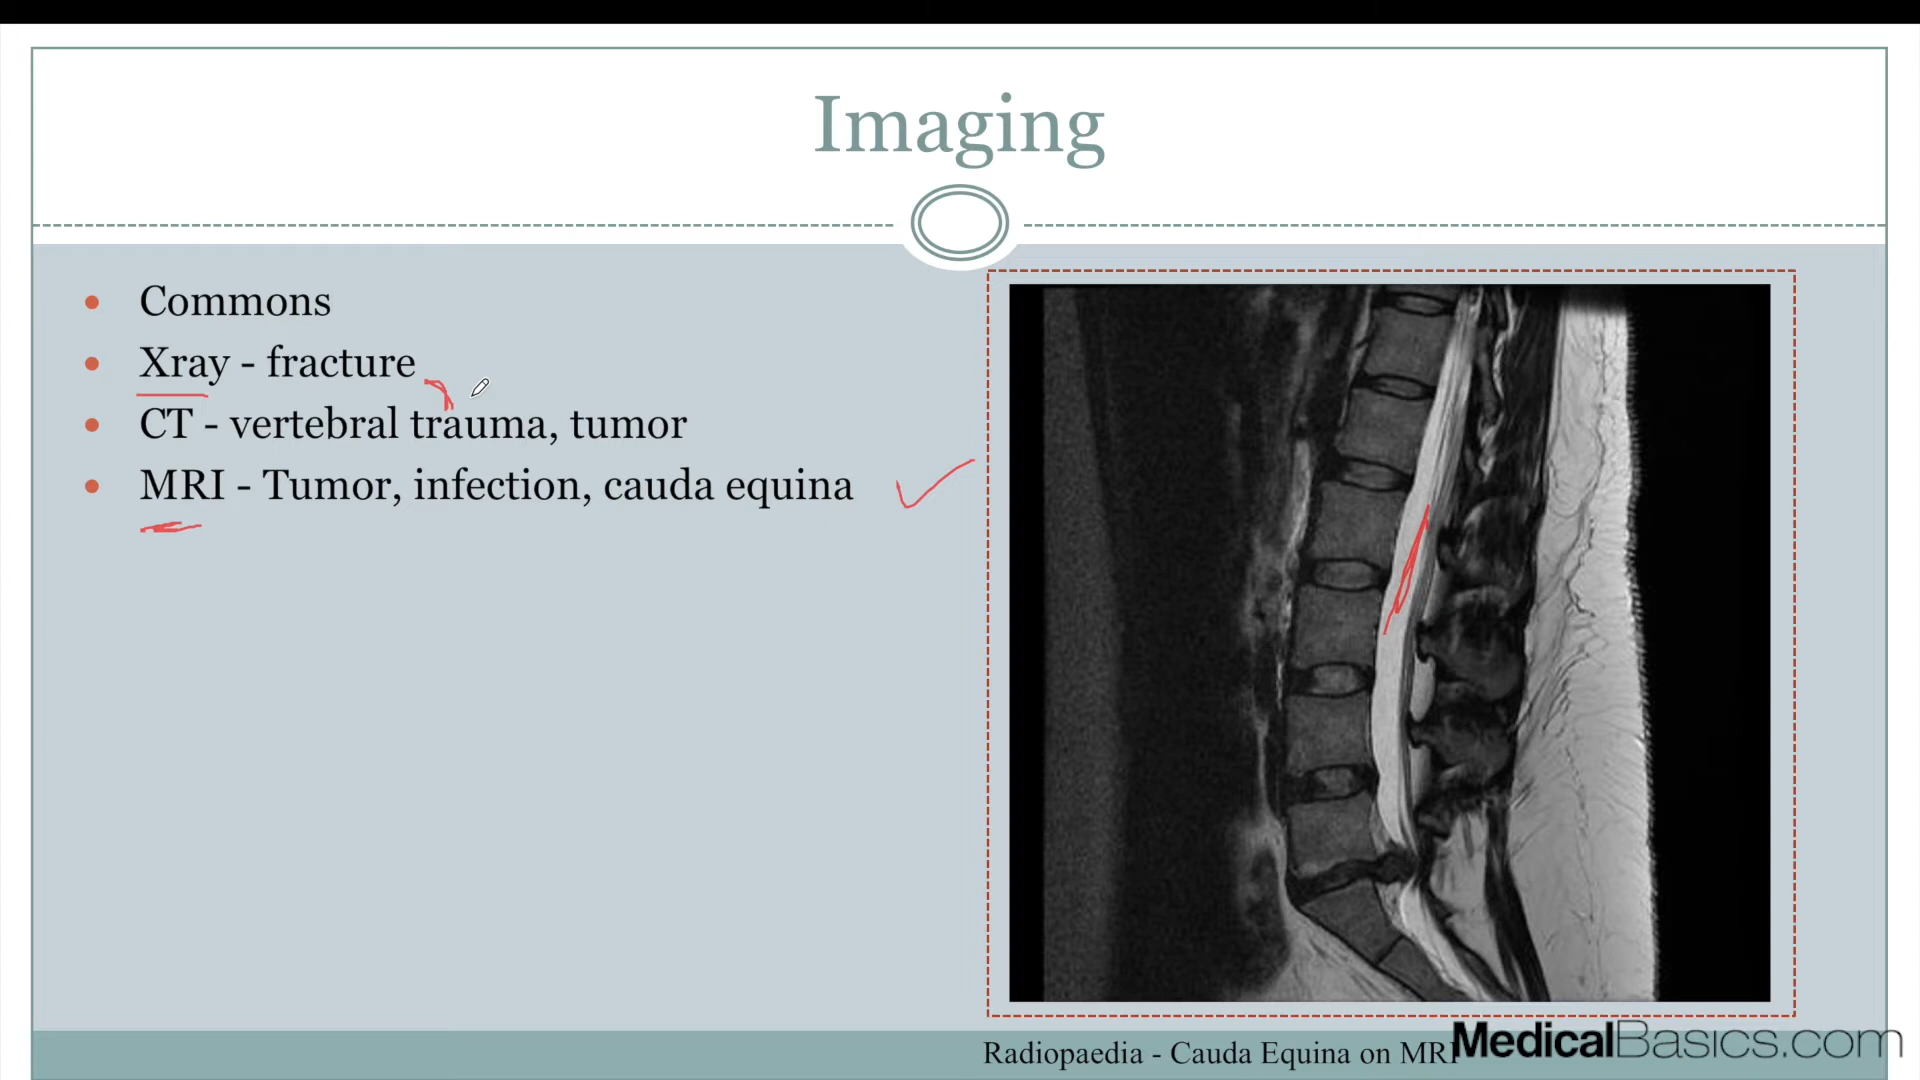 Imaging
Commons
Xray - fracture
CT - vertebral trauma, tumor
MRI - Tumor, infection, cauda equina
Radiopaedia - Cauda Equina on MRI
MedicalBasics.com